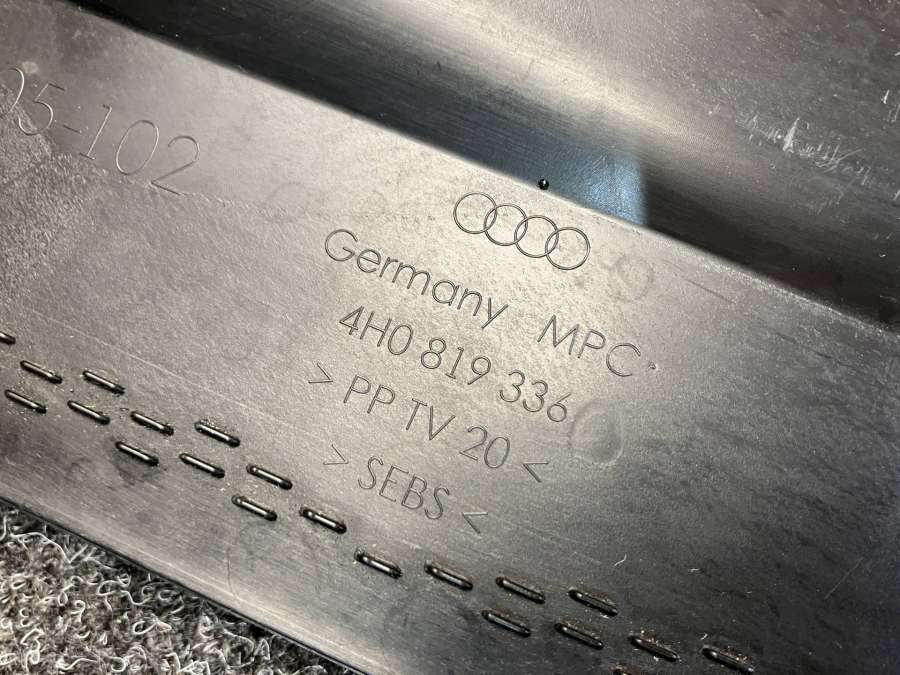 05-102
Germany MPC
4H0 819 336
> PP TV 20 <
> SEBS <